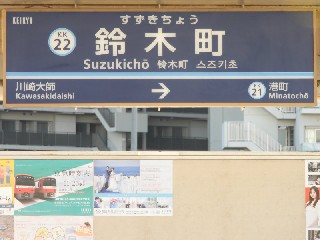 KEIKYU
すずきちょう
KK
22
鈴木町
Suzukichō 铃木町 스즈키초
川崎大師
Kawasakidaishi
→
KK
21
港町
Minatochō